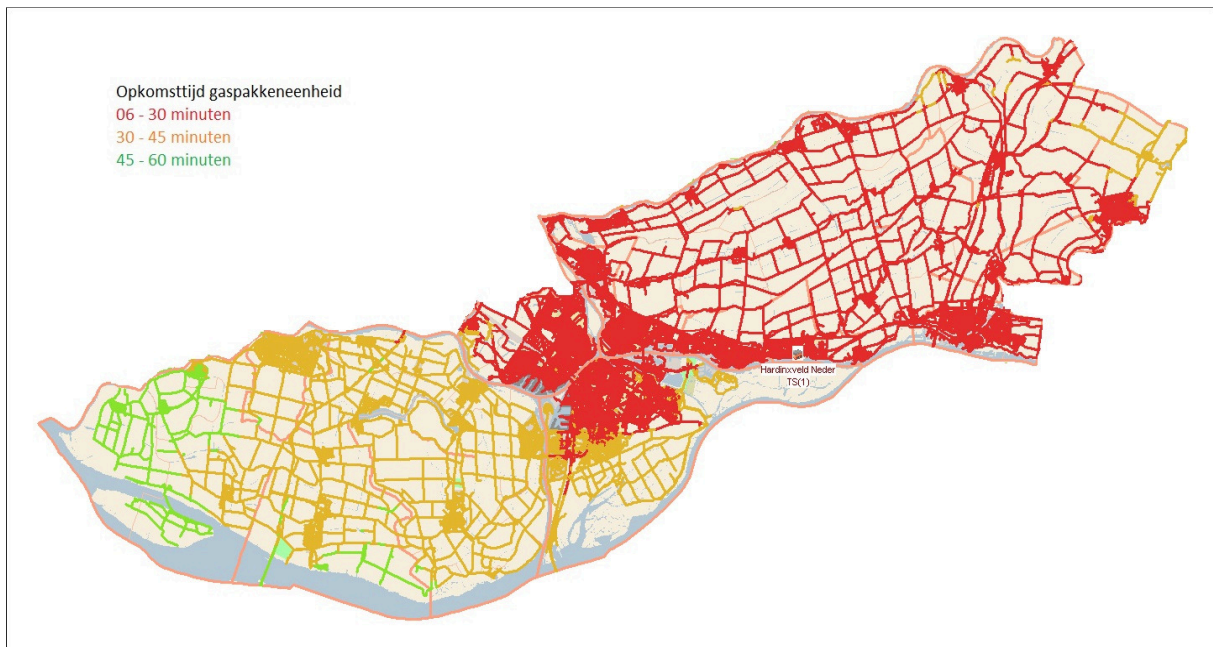 Opkomsttijd gaspakkeneenheid
06 - 30 minuten
30 - 45 minuten
45 - 60 minuten
Hardinxveld Neder
TS(1)